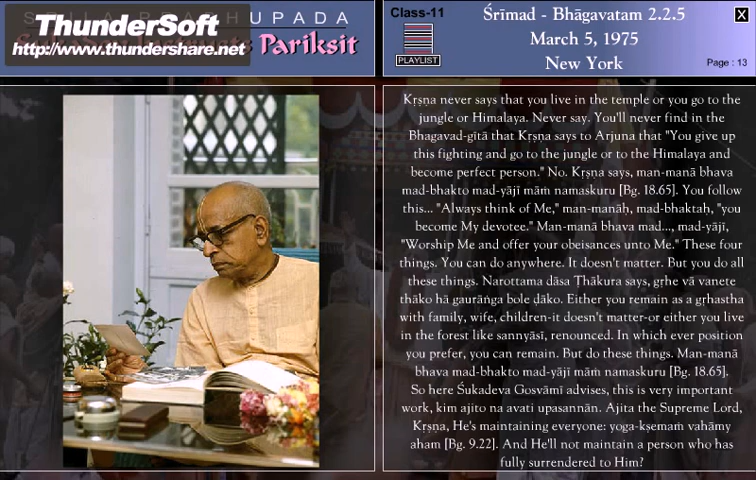 SRILA PRABHUPADA
ThunderSoft
http://www.thundershare.net
Pariksit
Class-11
PLAYLIST
Śrīmad - Bhāgavatam 2.2.5
March 5, 1975
New York
X
Page : 13
Kṛṣṇa never says that you live in the temple or you go to the
jungle or Himalaya. Never say. You'll never find in the
Bhagavad-gītā that Kṛṣṇa says to Arjuna that "You give up
this fighting and go to the jungle or to the Himalaya and
become perfect person." No. Kṛṣṇa says, man-manā bhava
mad-bhakto mad-yājī māṁ namaskuru [Bg. 18.65]. You follow
this... "Always think of Me," man-manāḥ, mad-bhaktaḥ, "you
become My devotee." Man-manā bhava mad..., mad-yājī,
"Worship Me and offer your obeisances unto Me." These four
things. You can do anywhere. It doesn't matter. But you do all
these things. Narottama dāsa Ṭhākura says, gṛhe vā vanete
thāko hā gaurāṅga bole ḍāko. Either you remain as a gṛhastha
with family, wife, children-it doesn't matter-or either you live
in the forest like sannyāsī, renounced. In which ever position
you prefer, you can remain. But do these things. Man-manā
bhava mad-bhakto mad-yājī māṁ namaskuru [Bg. 18.65].
So here Śukadeva Gosvāmī advises, this is very important
work, kim ajito na avati upasannān. Ajita the Supreme Lord,
Kṛṣṇa, He's maintaining everyone: yoga-kṣemaṁ vahāmy
aham [Bg. 9.22]. And He'll not maintain a person who has
fully surrendered to Him?